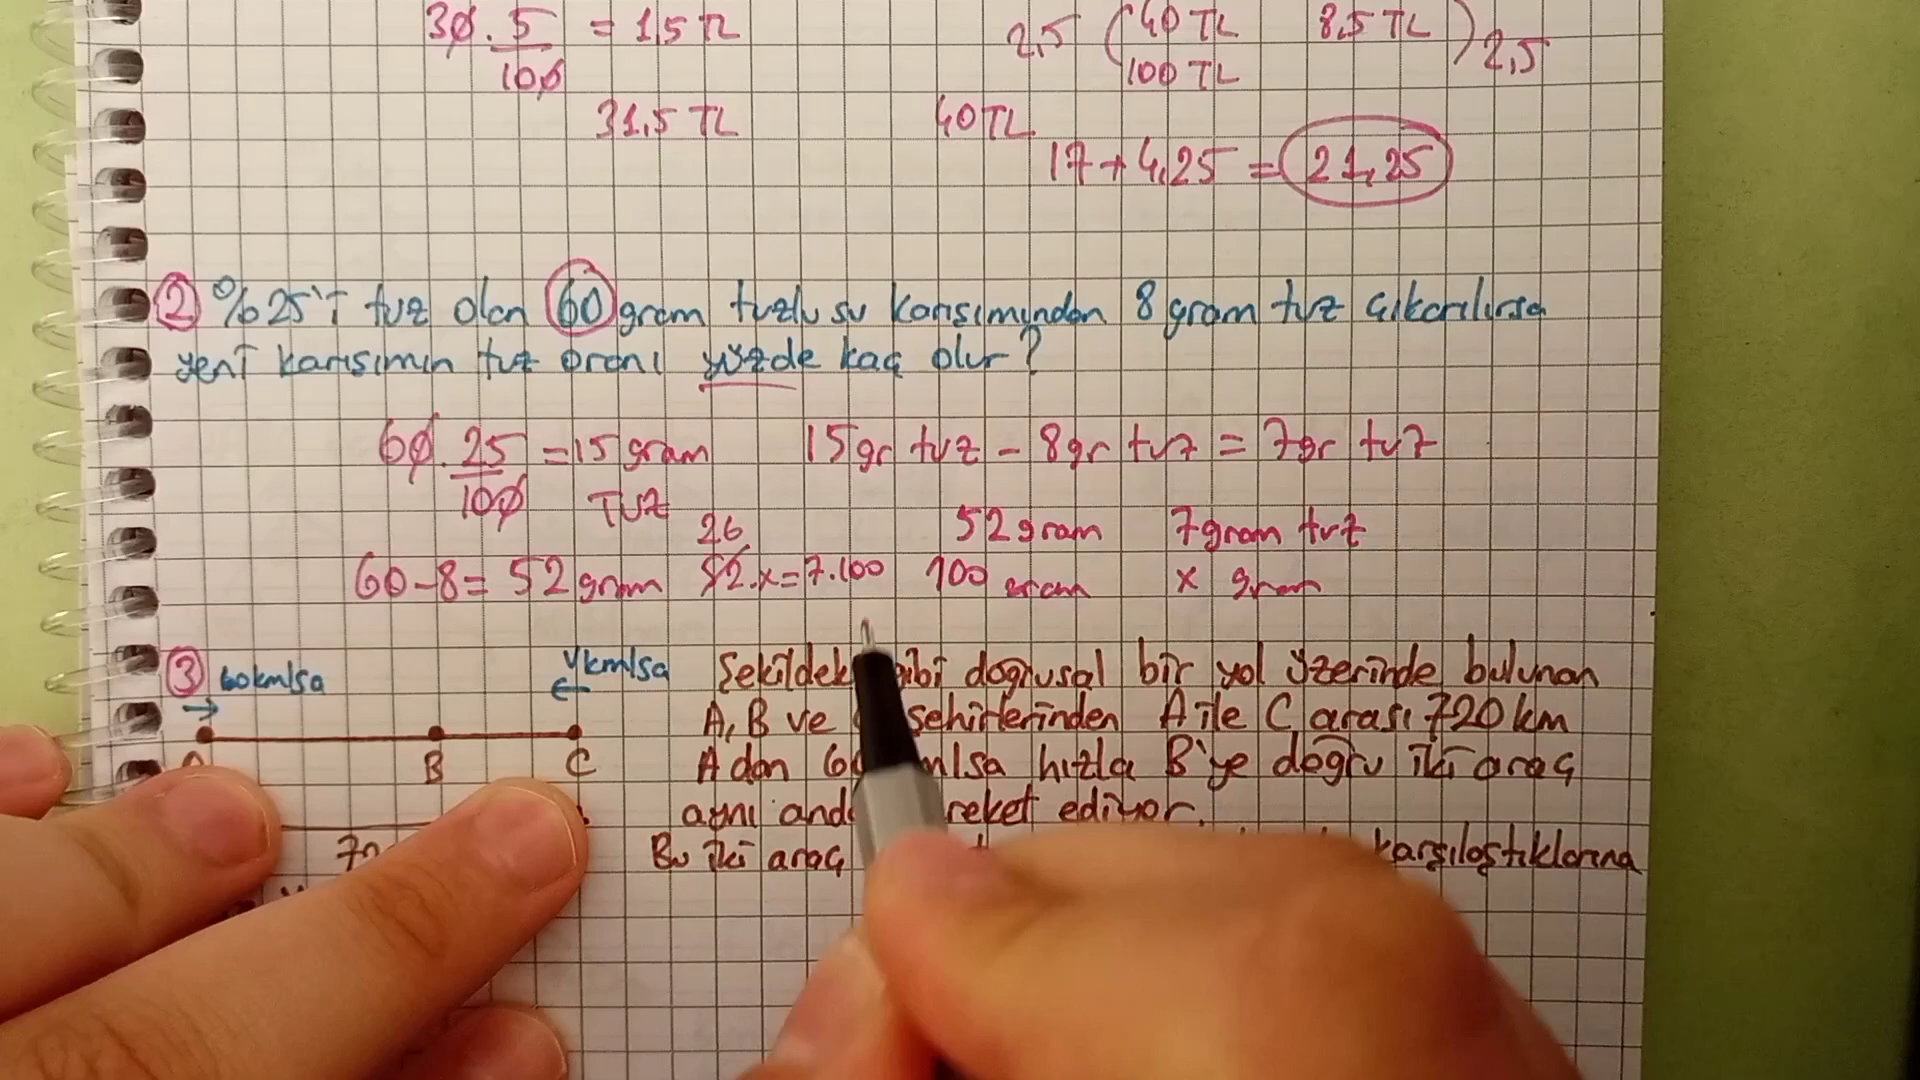 30 . 5/100 = 1,5 TL
31,5 TL
2,5 ( 40 TL 8,5 TL ) 2,5
100 TL
40 TL
17 + 4,25 = 21,25
2 %25'i tuz olan 60 gram tuzlu su karışımından 8 gram tuz çıkarılırsa
yeni karışımın tuz oranı yüzde kaç olur?
60 . 25/100 = 15 gram Tuz
15gr tuz - 8gr tuz = 7gr tuz
52 gram 7gram tuz
100 gram x gram
60-8 = 52 gram
26
52.x = 7.100
3 60km/sa Vkm/sa
A B C
Şekildeki gibi doğrusal bir yol üzerinde bulunan
A, B ve şehirlerinden A ile C arası 720 km
A dan km/sa hızla B'ye doğru iki araç
aynı anda ediyor.
Bu iki araç karşılaştıklarına